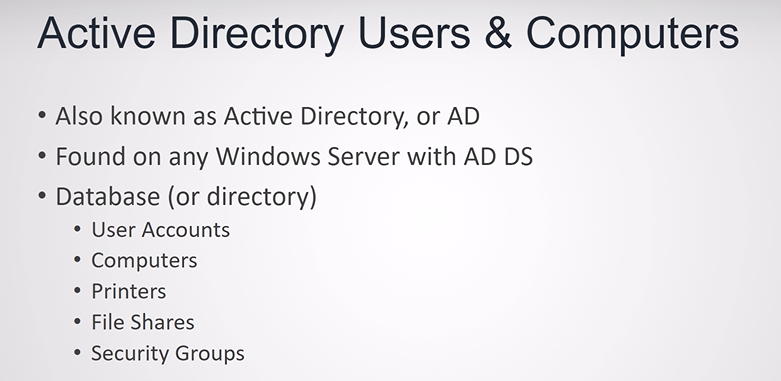 Active Directory Users & Computers
• Also known as Active Directory, or AD
• Found on any Windows Server with AD DS
• Database (or directory)
• User Accounts
• Computers
• Printers
• File Shares
• Security Groups